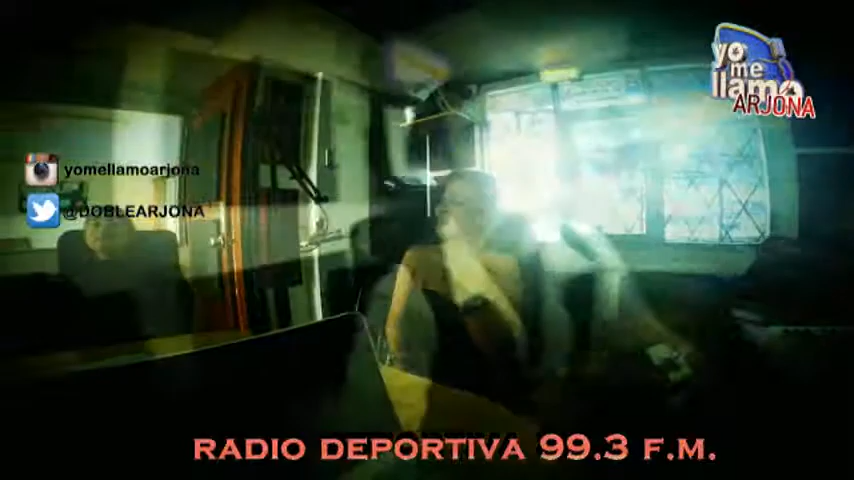 yo
me
llamo
ARJONA
yomellamoarjona
@DOBLEARJONA
RADIO DEPORTIVA 99.3 F.M.